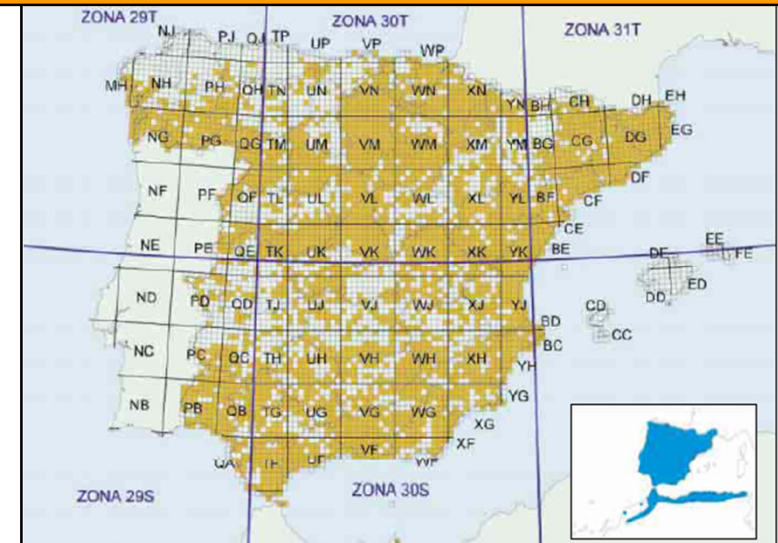 ZONA 29T ZONA 30T ZONA 31T
NJ PJ QJ TP UP VP WP
MH NH PH QH TN UN VN WN XN YN BH CH DH EH
NG PG QG TM UM VM WM XM YM BG CG DG EG
NF PF QF TL UL VL WL XL YL BF CF DF
NE PE QE TK UK VK WK XK YK BE CE DE EE FE
ND PD QD TJ UJ VJ WJ XJ YJ BD CD DD ED
NC PC QC TH UH VH WH XH YH BC CC
NB PB QB TG UG VG WG XG YG
QA TF UF VF WF XF
ZONA 29S ZONA 30S